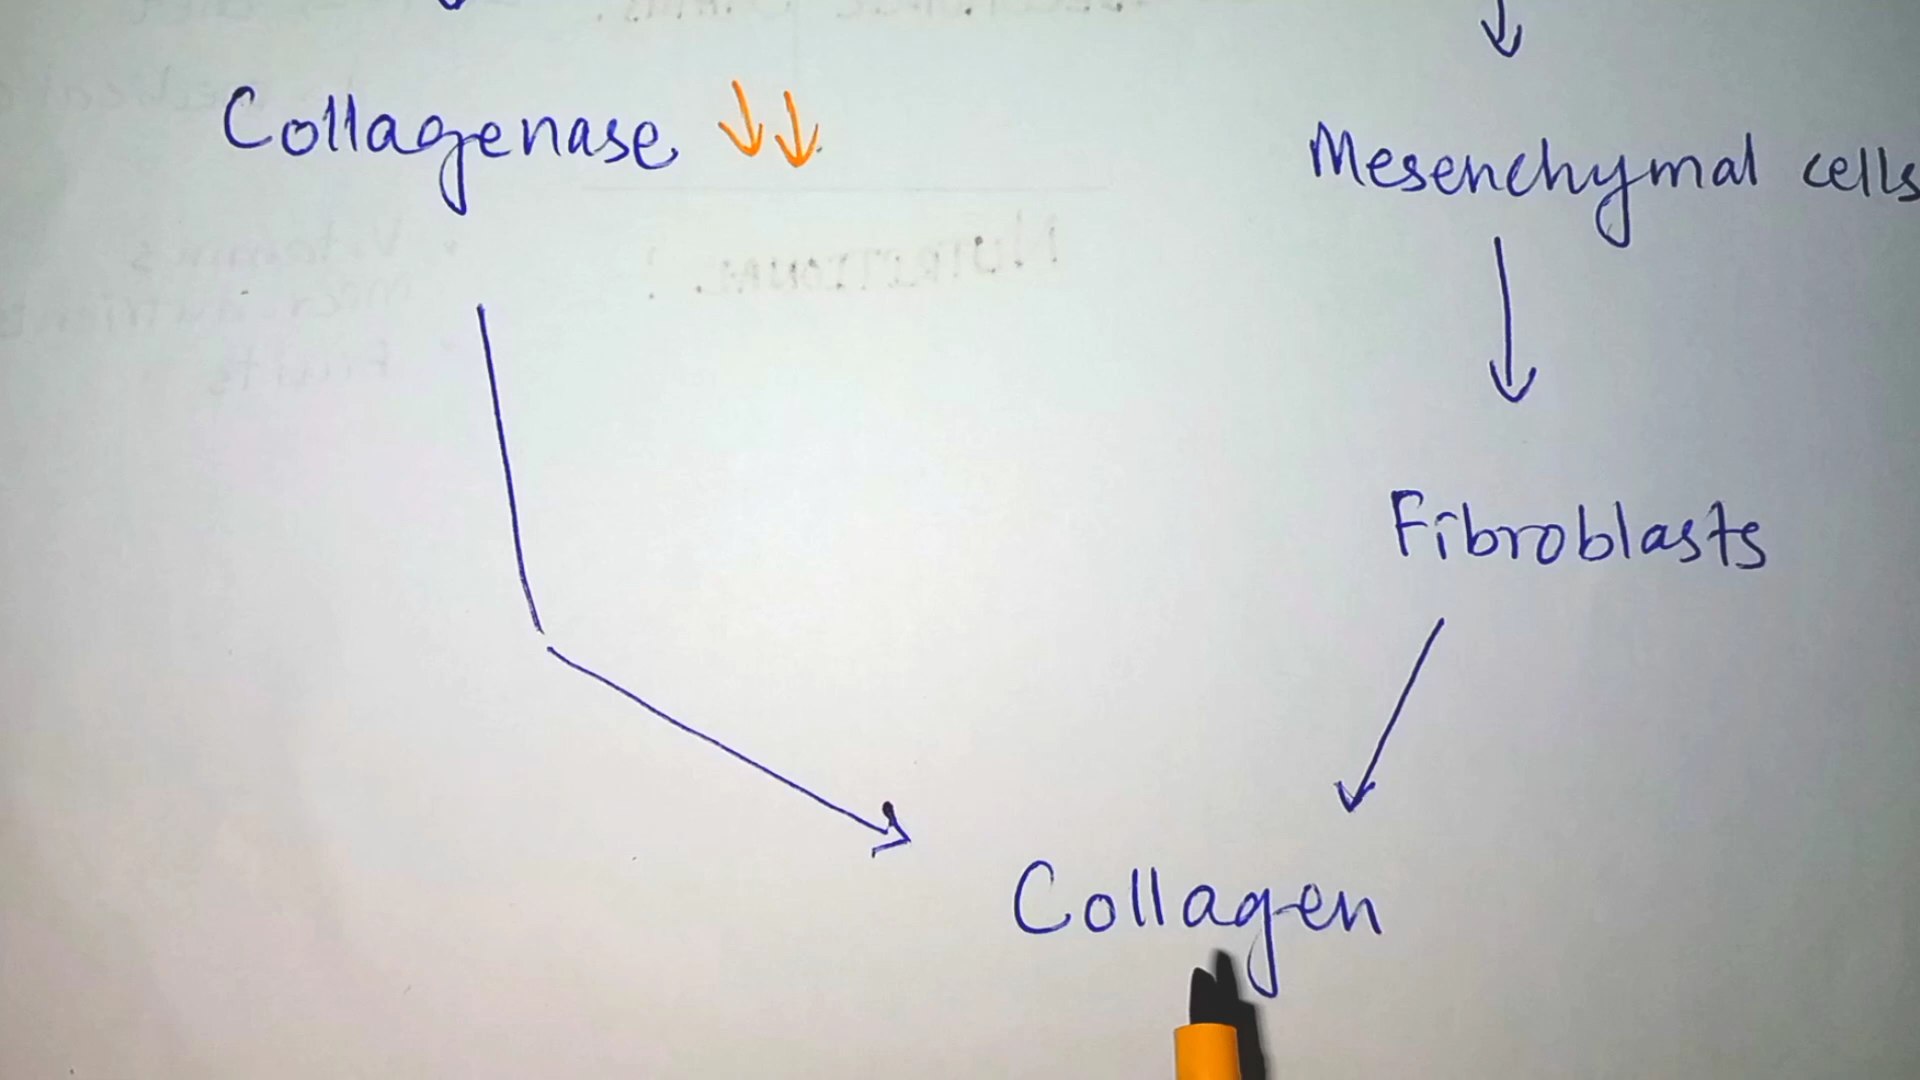 Collagenase ↓↓
Mesenchymal cells
Fibroblasts
Collagen